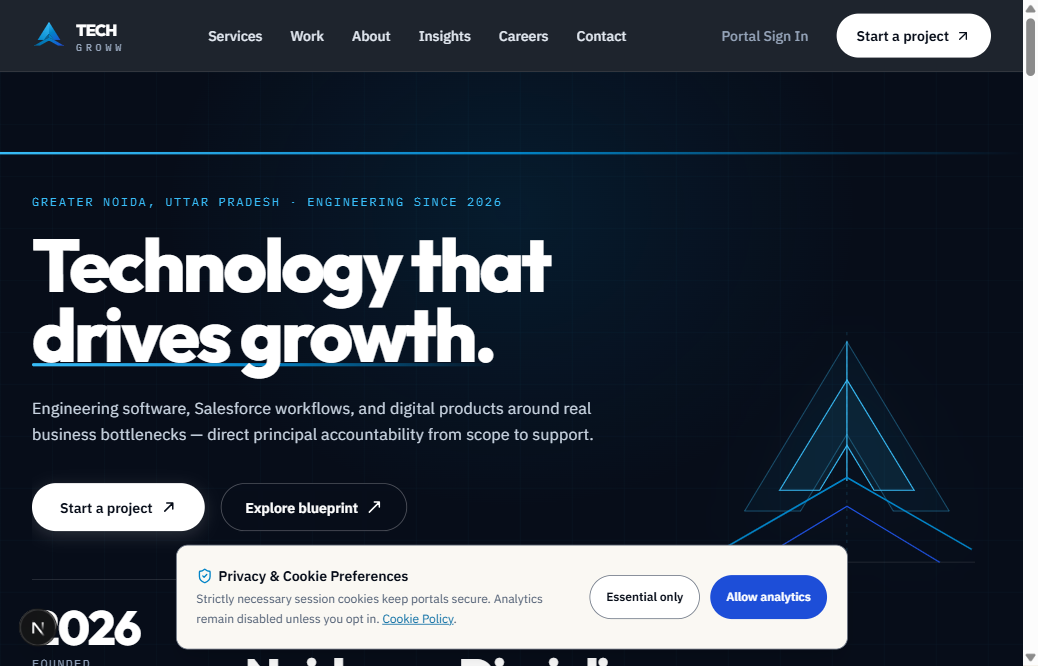 TECH
GROWW
Services
Work
About
Insights
Careers
Contact
Portal Sign In
Start a project
GREATER NOIDA, UTTAR PRADESH · ENGINEERING SINCE 2026
Technology that
drives growth.
Engineering software, Salesforce workflows, and digital products around real
business bottlenecks — direct principal accountability from scope to support.
Start a project
Explore blueprint
Privacy & Cookie Preferences
Strictly necessary session cookies keep portals secure. Analytics
remain disabled unless you opt in. Cookie Policy.
Essential only
Allow analytics
N
2026
FOUNDED